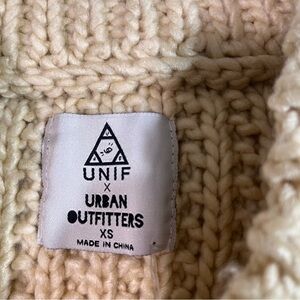 UNIF
X
URBAN
OUTFITTERS
XS
MADE IN CHINA